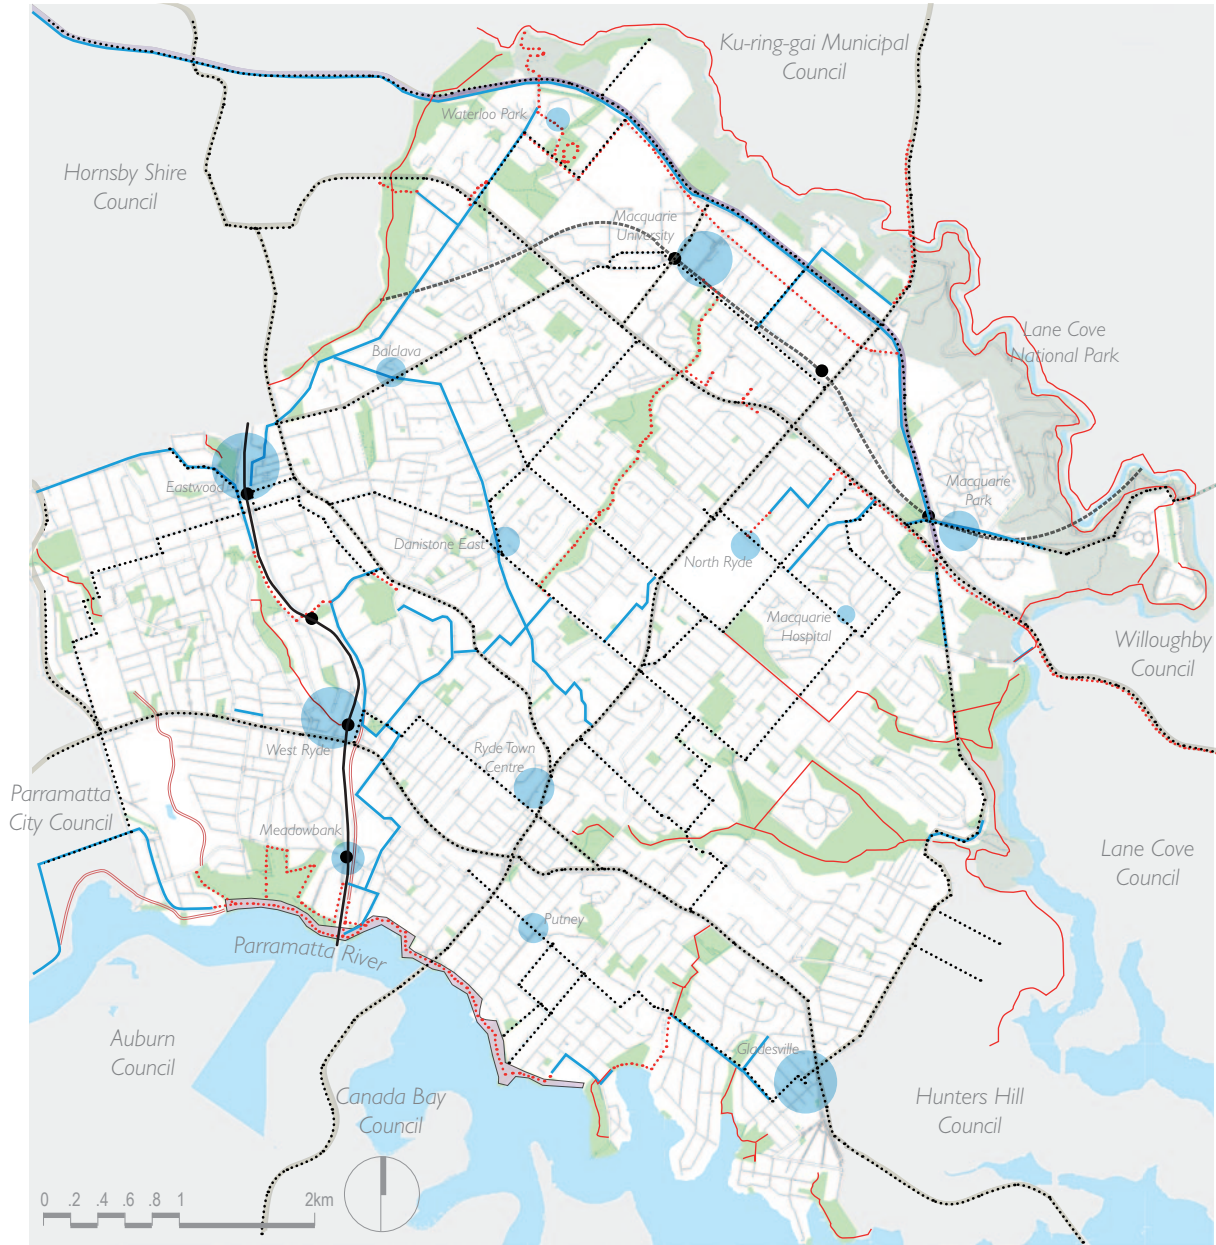 Ku-ring-gai Municipal
Council
Waterloo Park
Hornsby Shire
Council
Macquarie
University
Lane Cove
National Park
Balclava
Eastwood
Macquarie
Park
Danistone East
North Ryde
Macquarie
Hospital
Willoughby
Council
West Ryde
Ryde Town
Centre
Parramatta
City Council
Meadowbank
Lane Cove
Council
Putney
Parramatta River
Auburn
Council
Gladesville
Canada Bay
Council
Hunters Hill
Council
0 .2 .4 .6 .8 1 2km